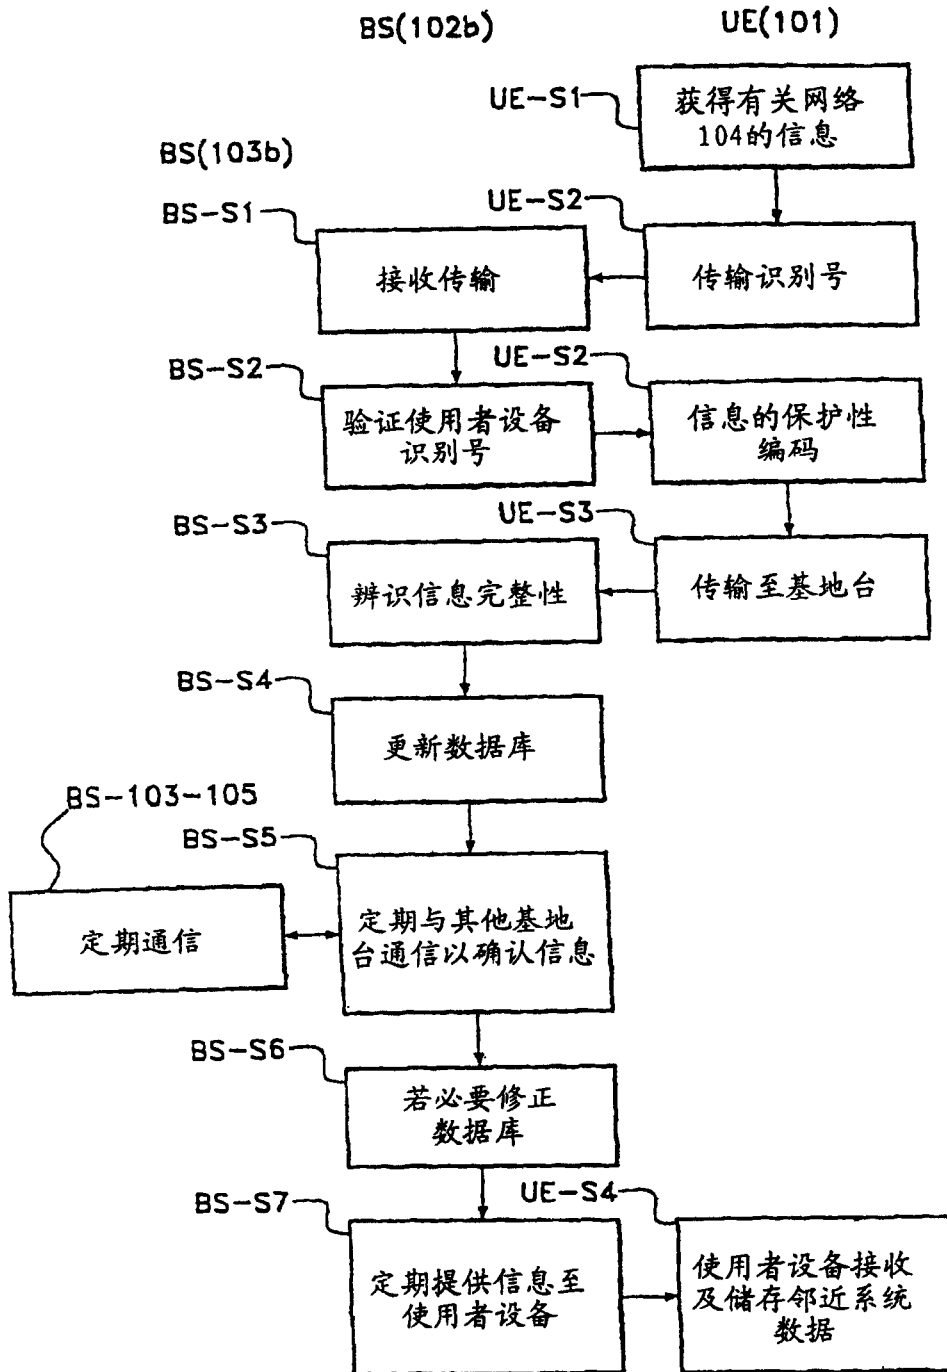 BS(102b)
UE(101)
UE-S1
获得有关网络
104的信息
BS(103b)
BS-S1
UE-S2
接收传输
传输识别号
BS-S2
UE-S2
验证使用者设备
识别号
信息的保护性
编码
BS-S3
UE-S3
辨识信息完整性
传输至基地台
BS-S4
更新数据库
BS-103-105
BS-S5
定期通信
定期与其他基地
台通信以确认信息
BS-S6
若必要修正
数据库
BS-S7
UE-S4
定期提供信息至
使用者设备
使用者设备接收
及储存邻近系统
数据